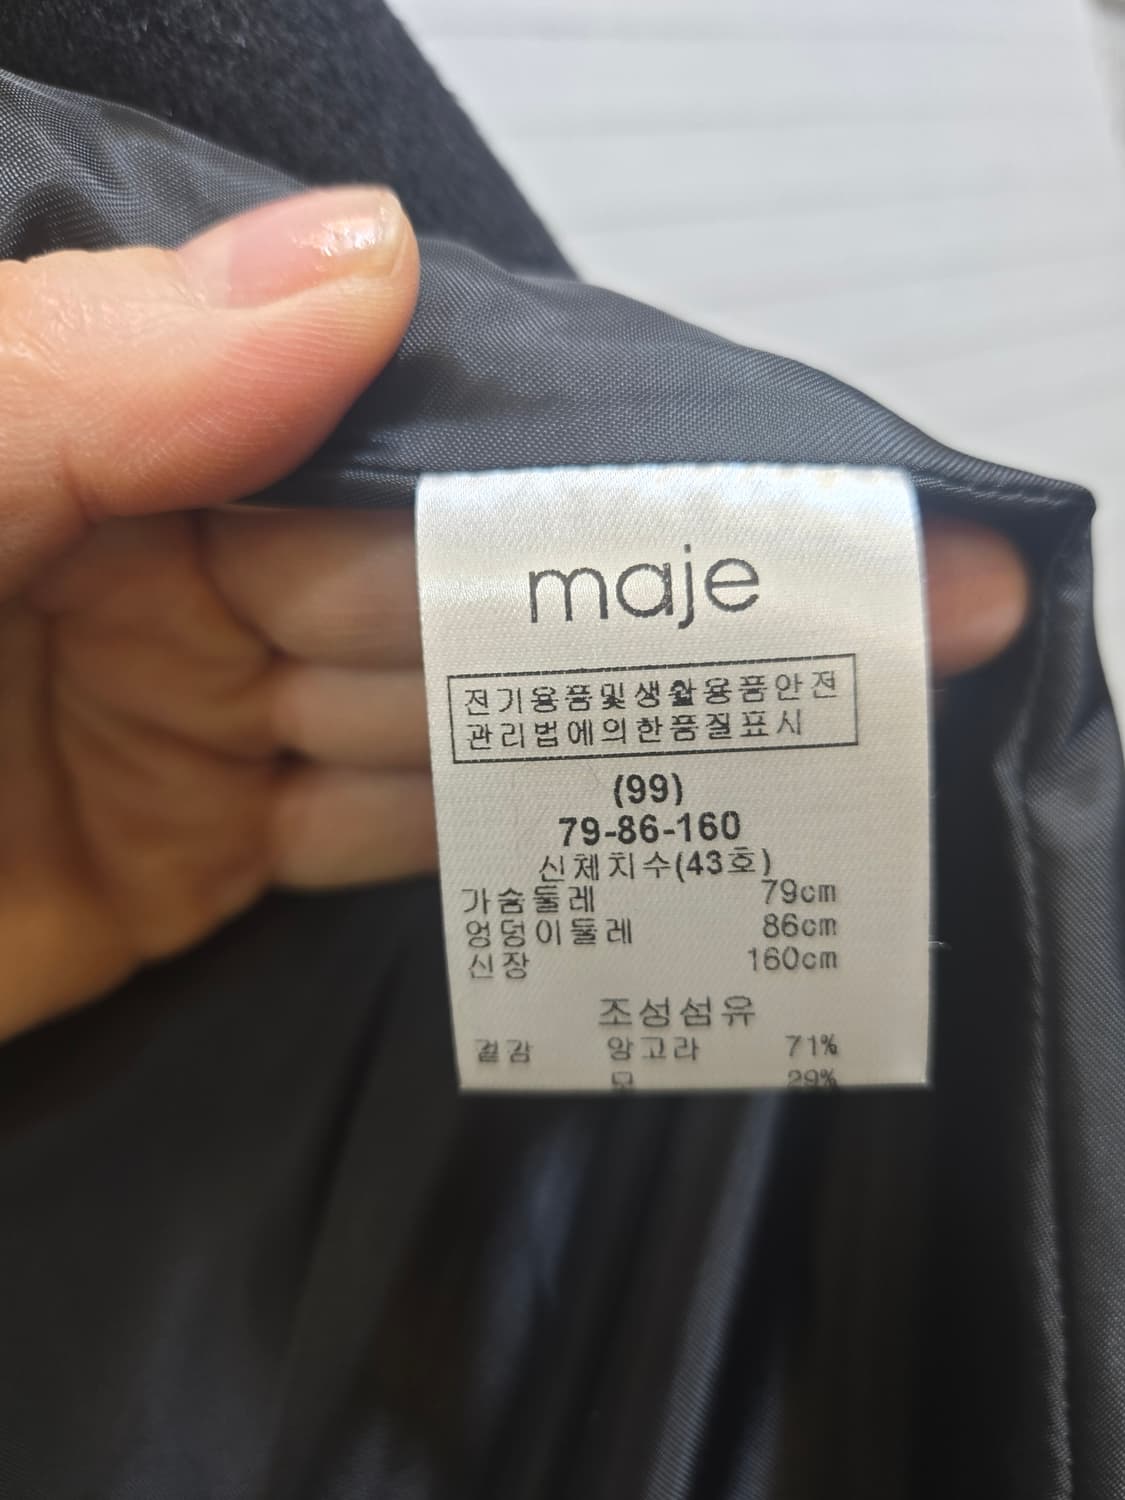 maje
전기용품및생활용품안전
관리법에의한품질표시
(99)
79-86-160
신체치수(43호)
가슴둘레 79cm
엉덩이둘레 86cm
신장 160cm
조성섬유
겉감 앙고라 71%
모 29%